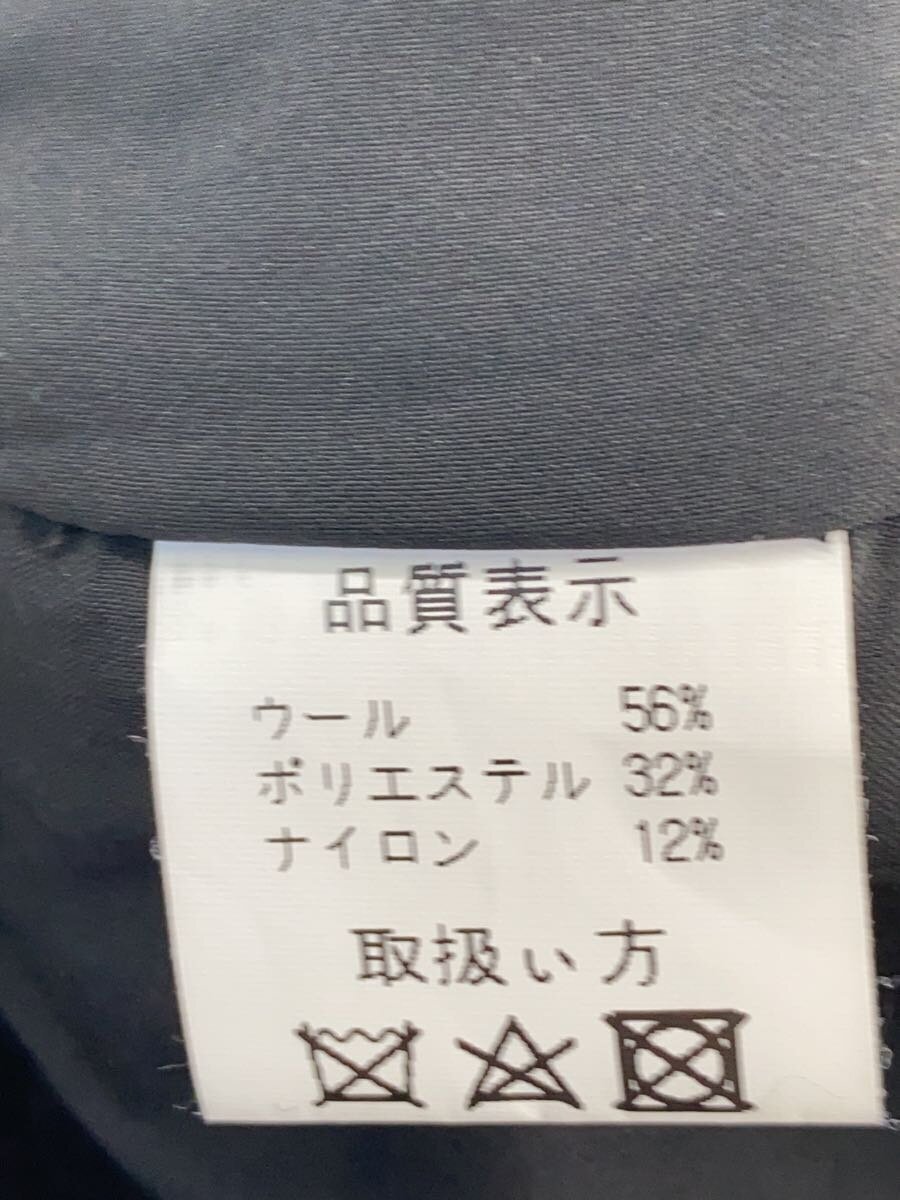 品質表示
ウール 56%
ポリエステル 32%
ナイロン 12%
取扱ぃ方